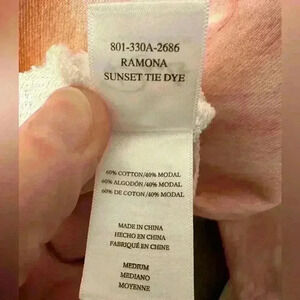 801-330A-2686
RAMONA
SUNSET TIE DYE
60% COTTON/40% MODAL
60% ALGODÓN/40% MODAL
60% DE COTON/40% MODAL
MADE IN CHINA
HECHO EN CHINA
FABRIQUÉ EN CHINE
MEDIUM
MEDIANO
MOYENNE